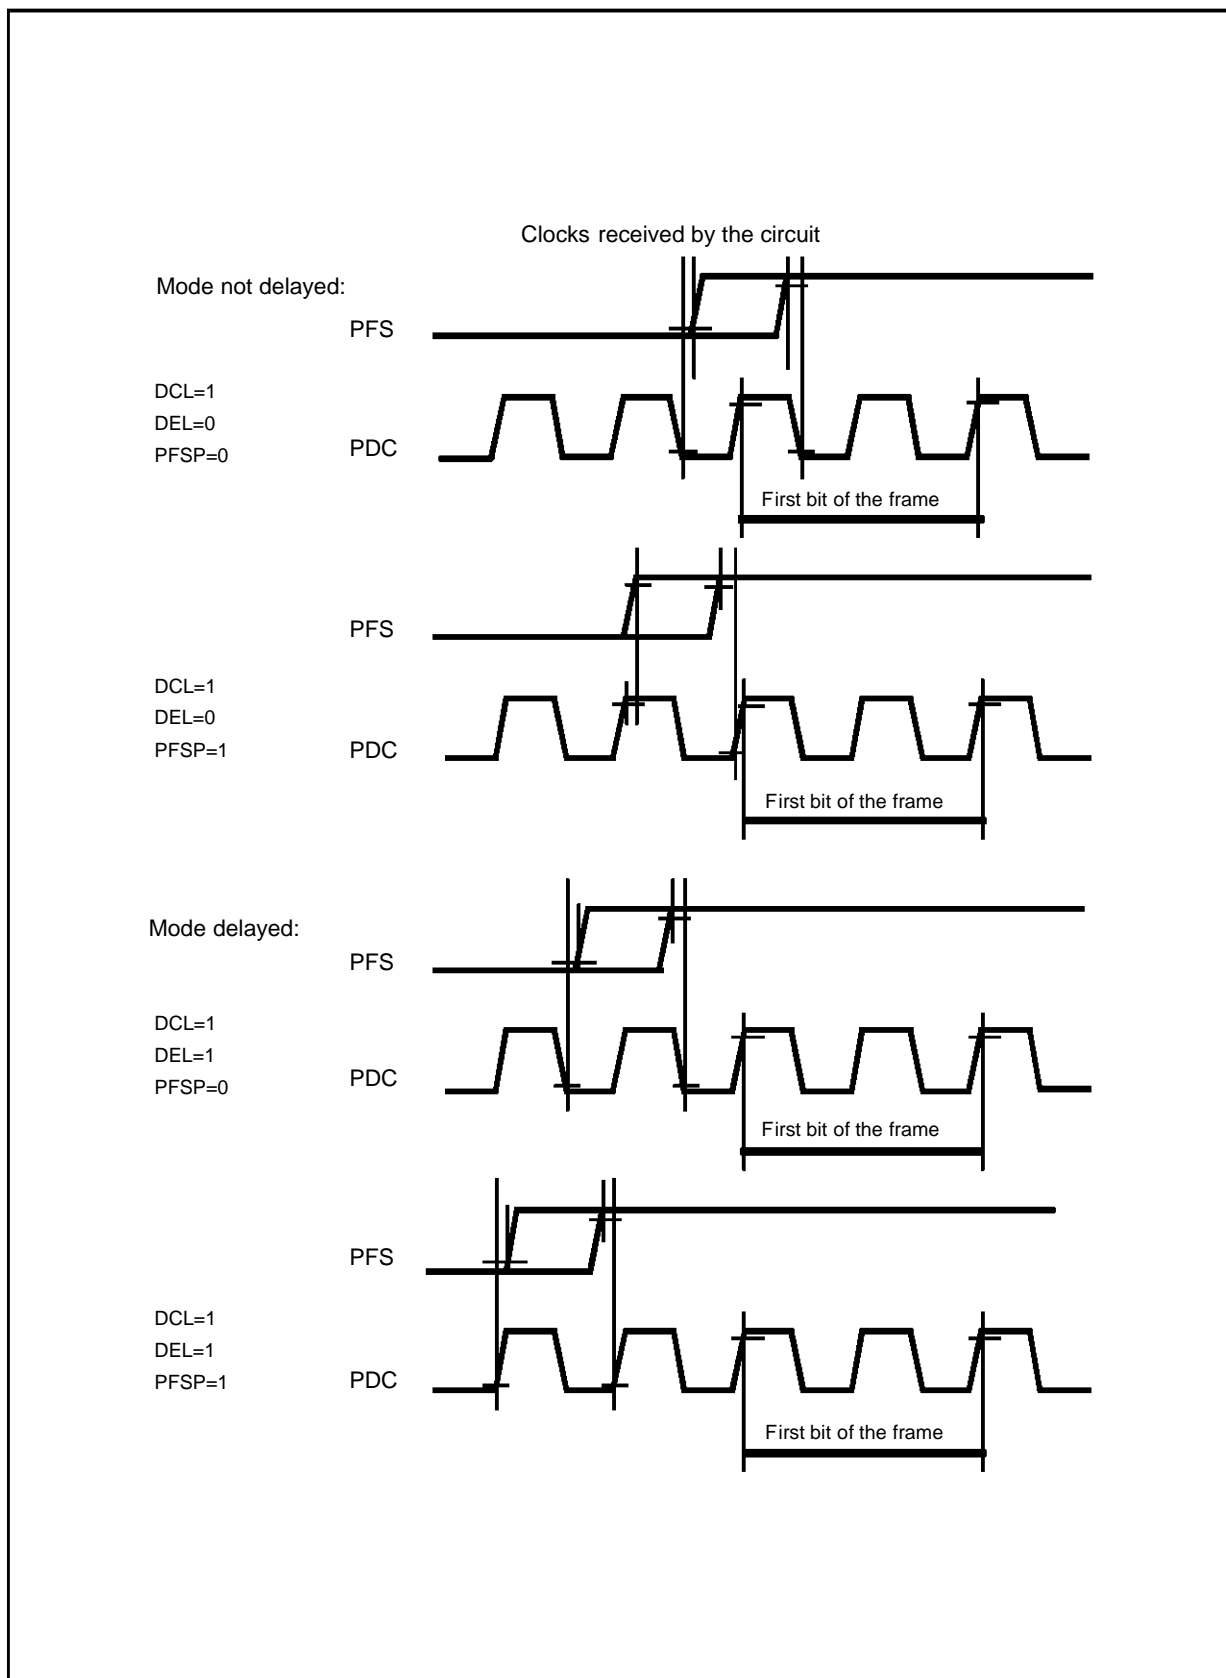 Clocks received by the circuit
Mode not delayed:
PFS
DCL=1
DEL=0
PFSP=0
PDC
First bit of the frame
PFS
DCL=1
DEL=0
PFSP=1
PDC
First bit of the frame
Mode delayed:
PFS
DCL=1
DEL=1
PFSP=0
PDC
First bit of the frame
PFS
DCL=1
DEL=1
PFSP=1
PDC
First bit of the frame